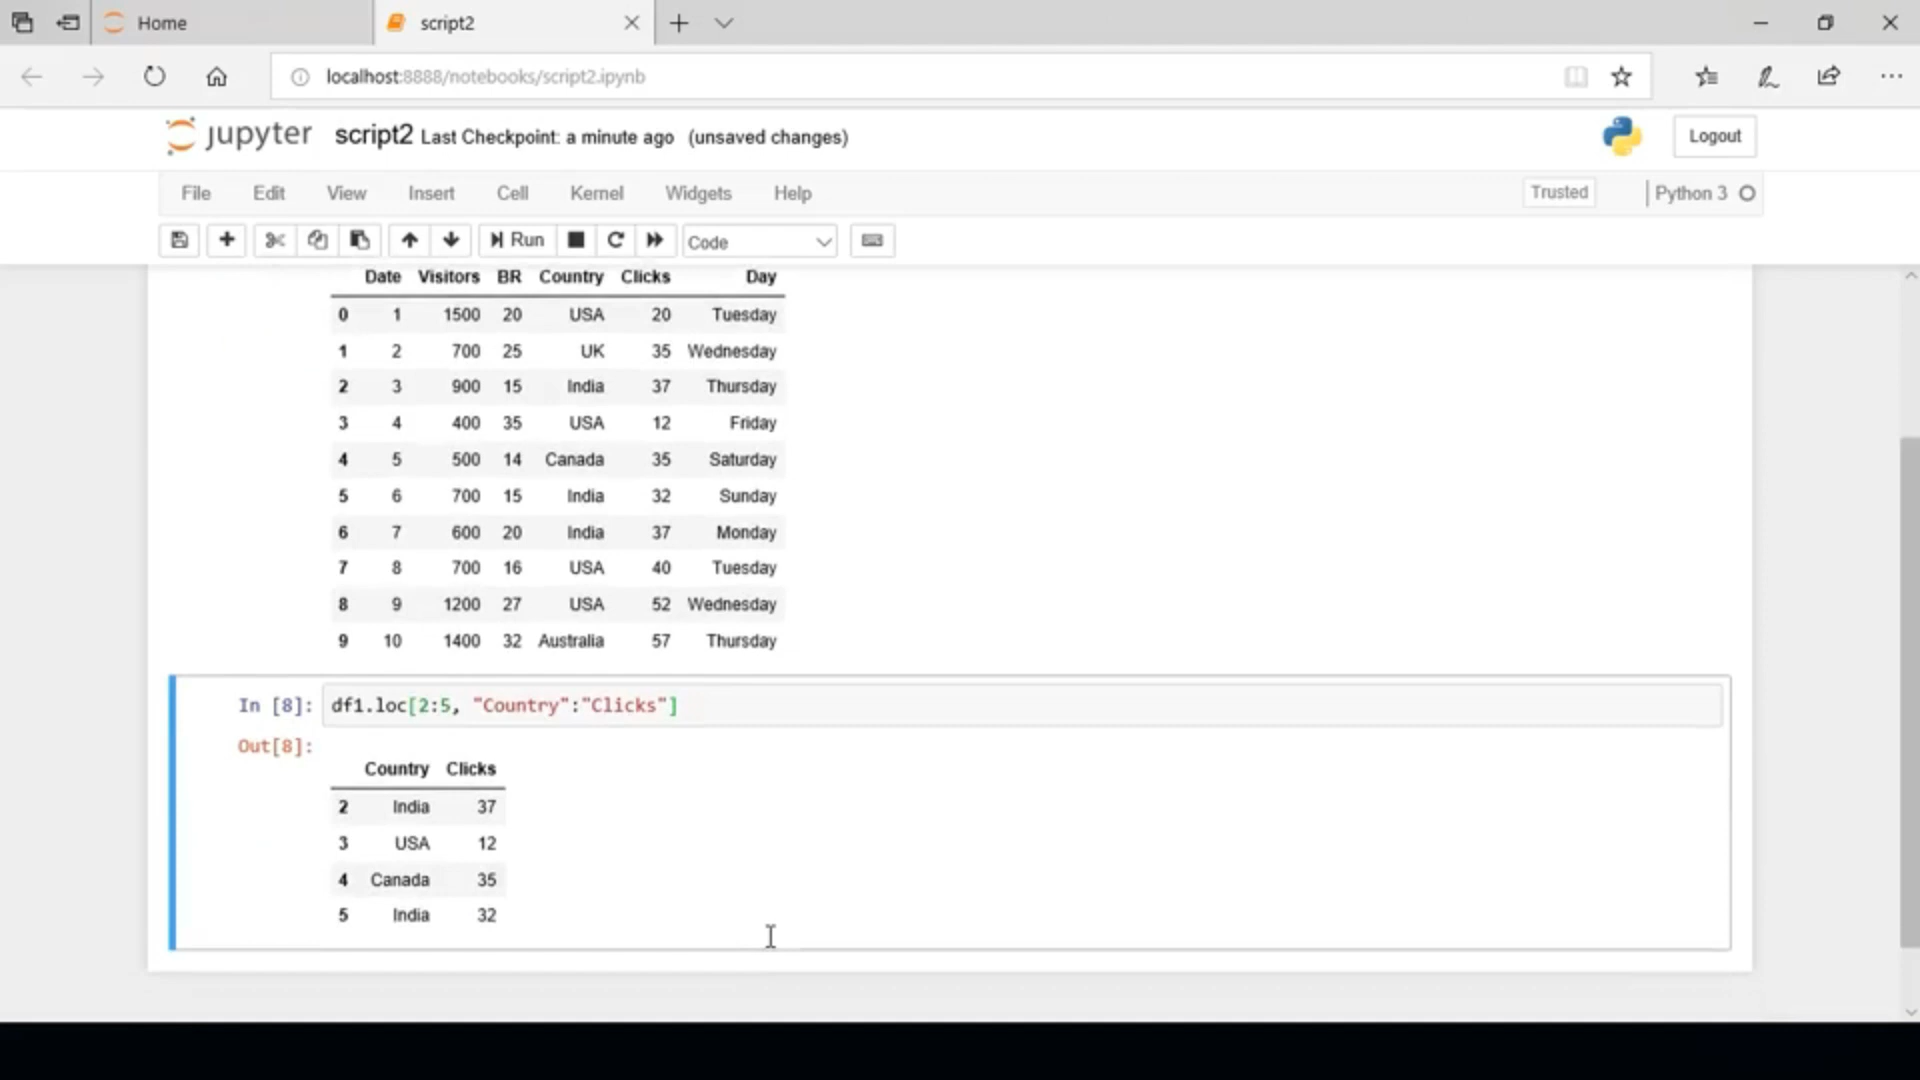 Home
script2
localhost:8888/notebooks/script2.ipynb
jupyter script2 Last Checkpoint: a minute ago (unsaved changes)
Logout
File Edit View Insert Cell Kernel Widgets Help
Trusted
Python 3
Run
Code
Date Visitors BR Country Clicks Day
0 1 1500 20 USA 20 Tuesday
1 2 700 25 UK 35 Wednesday
2 3 900 15 India 37 Thursday
3 4 400 35 USA 12 Friday
4 5 500 14 Canada 35 Saturday
5 6 700 15 India 32 Sunday
6 7 600 20 India 37 Monday
7 8 700 16 USA 40 Tuesday
8 9 1200 27 USA 52 Wednesday
9 10 1400 32 Australia 57 Thursday
In [8]: df1.loc[2:5, "Country":"Clicks"]
Out[8]:
Country Clicks
2 India 37
3 USA 12
4 Canada 35
5 India 32